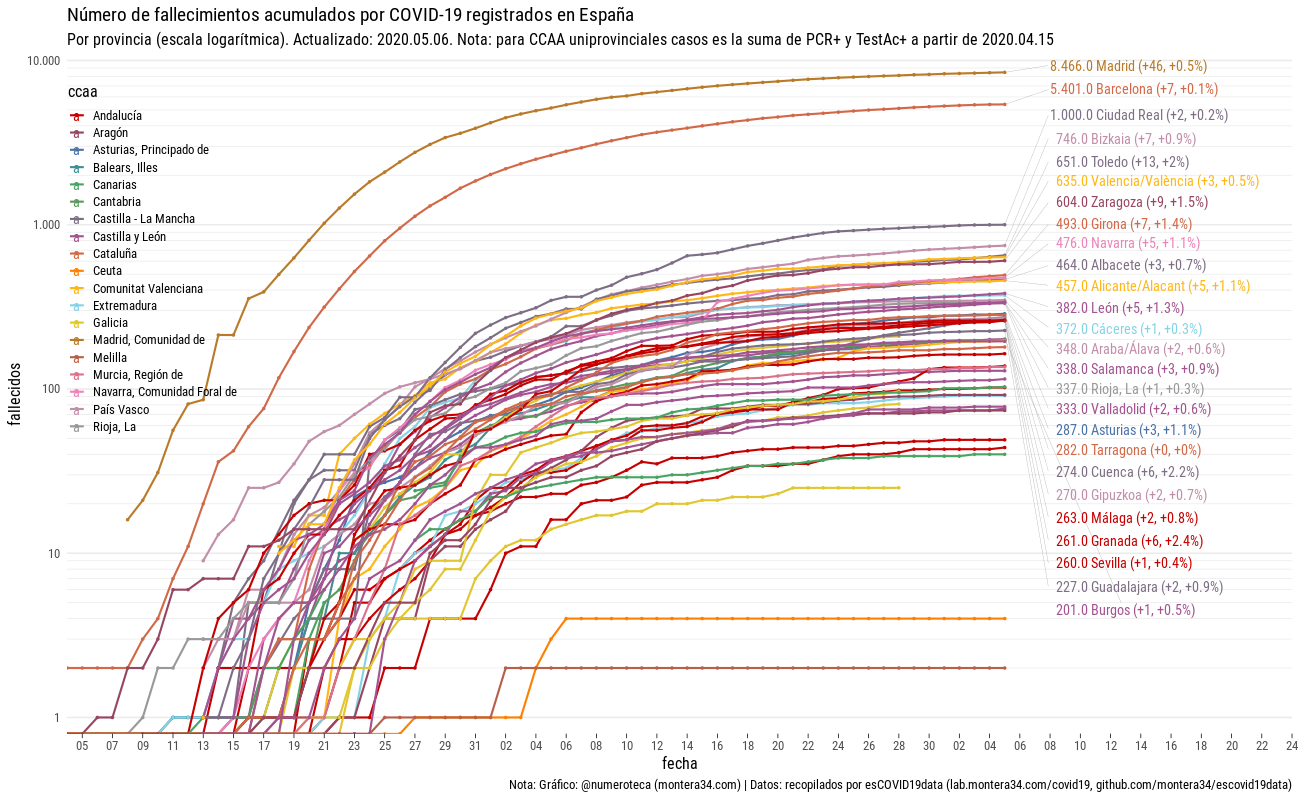 Número de fallecimientos acumulados por COVID-19 registrados en España
Por provincia (escala logarítmica). Actualizado: 2020.05.06. Nota: para CCAA uniprovinciales casos es la suma de PCR+ y TestAc+ a partir de 2020.04.15
10.000
1.000
100
10
1
fallecidos
ccaa
Andalucía
Aragón
Asturias, Principado de
Balears, Illes
Canarias
Cantabria
Castilla - La Mancha
Castilla y León
Cataluña
Ceuta
Comunitat Valenciana
Extremadura
Galicia
Madrid, Comunidad de
Melilla
Murcia, Región de
Navarra, Comunidad Foral de
País Vasco
Rioja, La
8.466.0 Madrid (+46, +0.5%)
5.401.0 Barcelona (+7, +0.1%)
1.000.0 Ciudad Real (+2, +0.2%)
746.0 Bizkaia (+7, +0.9%)
651.0 Toledo (+13, +2%)
635.0 Valencia/València (+3, +0.5%)
604.0 Zaragoza (+9, +1.5%)
493.0 Girona (+7, +1.4%)
476.0 Navarra (+5, +1.1%)
464.0 Albacete (+3, +0.7%)
457.0 Alicante/Alacant (+5, +1.1%)
382.0 León (+5, +1.3%)
372.0 Cáceres (+1, +0.3%)
348.0 Araba/Álava (+2, +0.6%)
338.0 Salamanca (+3, +0.9%)
337.0 Rioja, La (+1, +0.3%)
333.0 Valladolid (+2, +0.6%)
287.0 Asturias (+3, +1.1%)
282.0 Tarragona (+0, +0%)
274.0 Cuenca (+6, +2.2%)
270.0 Gipuzkoa (+2, +0.7%)
263.0 Málaga (+2, +0.8%)
261.0 Granada (+6, +2.4%)
260.0 Sevilla (+1, +0.4%)
227.0 Guadalajara (+2, +0.9%)
201.0 Burgos (+1, +0.5%)
05 07 09 11 13 15 17 19 21 23 25 27 29 31 02 04 06 08 10 12 14 16 18 20 22 24 26 28 30 02 04 06 08 10 12 14 16 18 20 22 24
fecha
Nota: Gráfico: @numeroteca (montera34.com) | Datos: recopilados por esCOVID19data (lab.montera34.com/covid19, github.com/montera34/escovid19data)